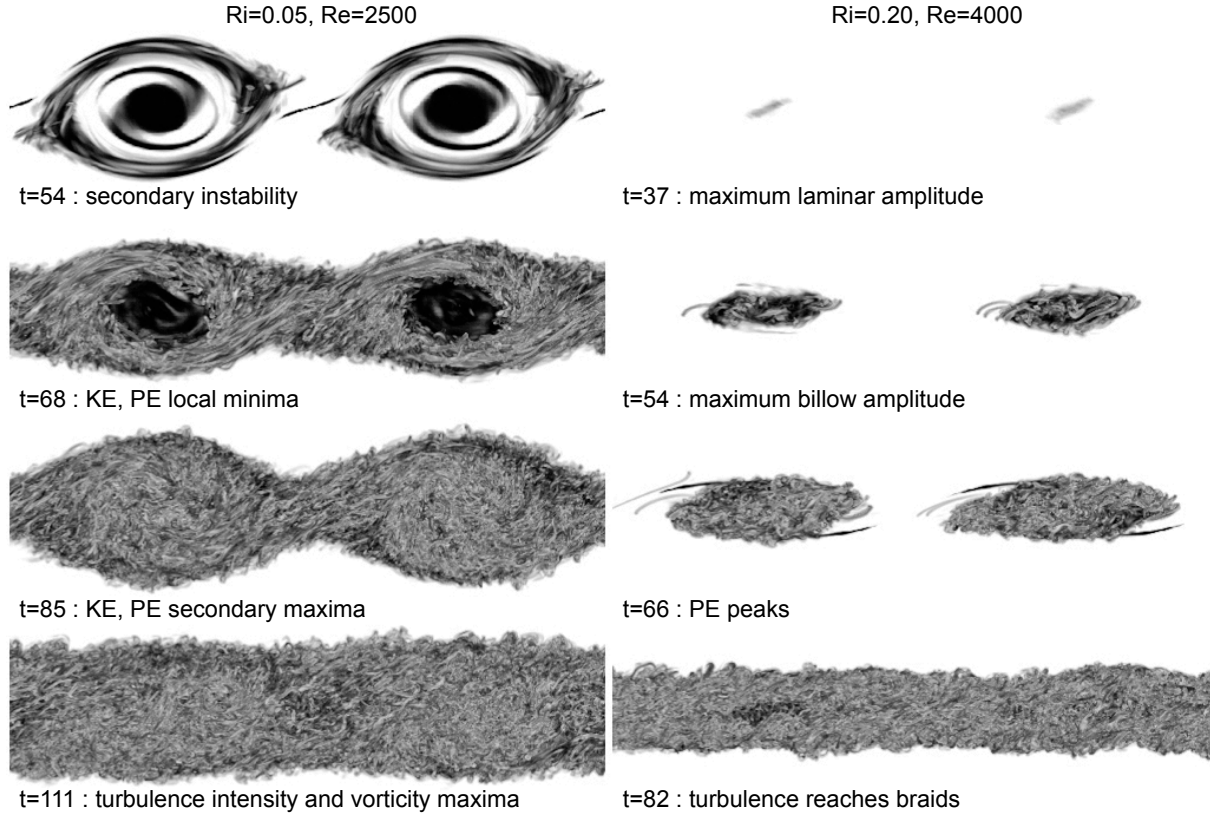 Ri=0.05, Re=2500
Ri=0.20, Re=4000
t=54 : secondary instability
t=37 : maximum laminar amplitude
t=68 : KE, PE local minima
t=54 : maximum billow amplitude
t=85 : KE, PE secondary maxima
t=66 : PE peaks
t=111 : turbulence intensity and vorticity maxima
t=82 : turbulence reaches braids